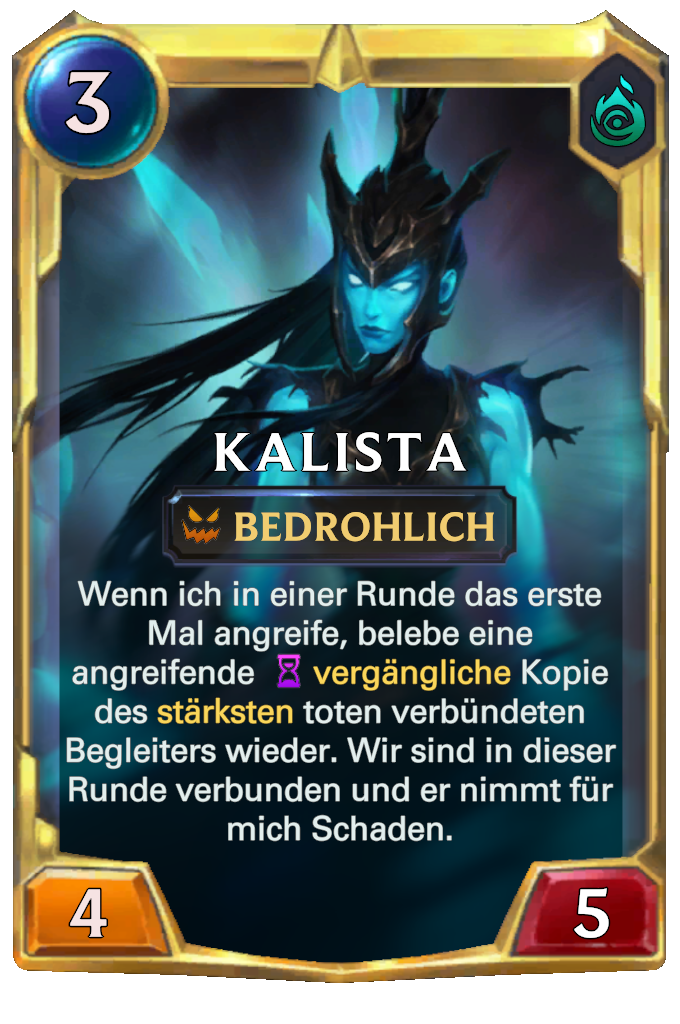 3
KALISTA
BEDROHLICH
Wenn ich in einer Runde das erste
Mal angreife, belebe eine
angreifende vergängliche Kopie
des stärksten toten verbündeten
Begleiters wieder. Wir sind in dieser
Runde verbunden und er nimmt für
mich Schaden.
4
5